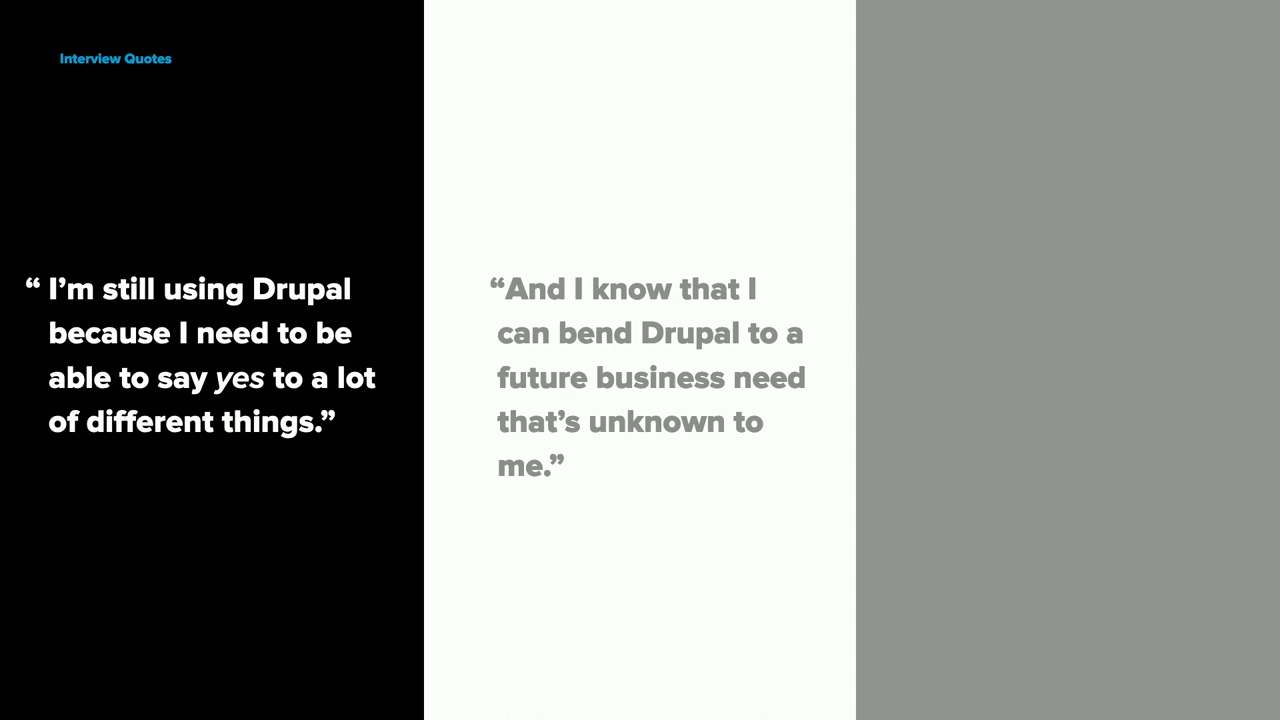 Interview Quotes
“ I’m still using Drupal
because I need to be
able to say yes to a lot
of different things.”
“And I know that I
can bend Drupal to a
future business need
that’s unknown to
me.”